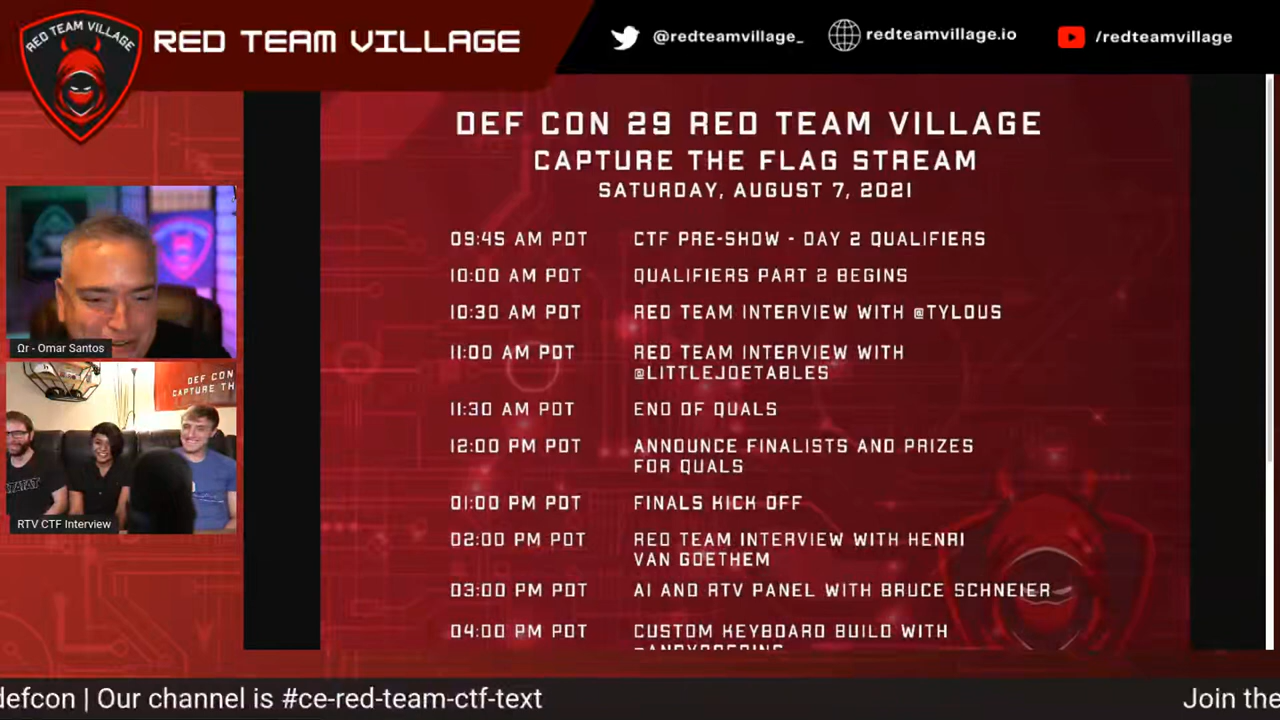 RED TEAM VILLAGE
RED TEAM VILLAGE
@redteamvillage_
redteamvillage.io
/redteamvillage
DEF CON 29 RED TEAM VILLAGE
CAPTURE THE FLAG STREAM
SATURDAY, AUGUST 7, 2021
09:45 AM PDT CTF PRE-SHOW - DAY 2 QUALIFIERS
10:00 AM PDT QUALIFIERS PART 2 BEGINS
10:30 AM PDT RED TEAM INTERVIEW WITH @TYLOUS
11:00 AM PDT RED TEAM INTERVIEW WITH
@LITTLEJOETABLES
11:30 AM PDT END OF QUALS
12:00 PM PDT ANNOUNCE FINALISTS AND PRIZES
FOR QUALS
01:00 PM PDT FINALS KICK OFF
02:00 PM PDT RED TEAM INTERVIEW WITH HENRI
VAN GOETHEM
03:00 PM PDT AI AND RTV PANEL WITH BRUCE SCHNEIER
04:00 PM PDT CUSTOM KEYBOARD BUILD WITH
Ωr - Omar Santos
DEF CON
CAPTURE TH
RTV CTF Interview
defcon | Our channel is #ce-red-team-ctf-text
Join the